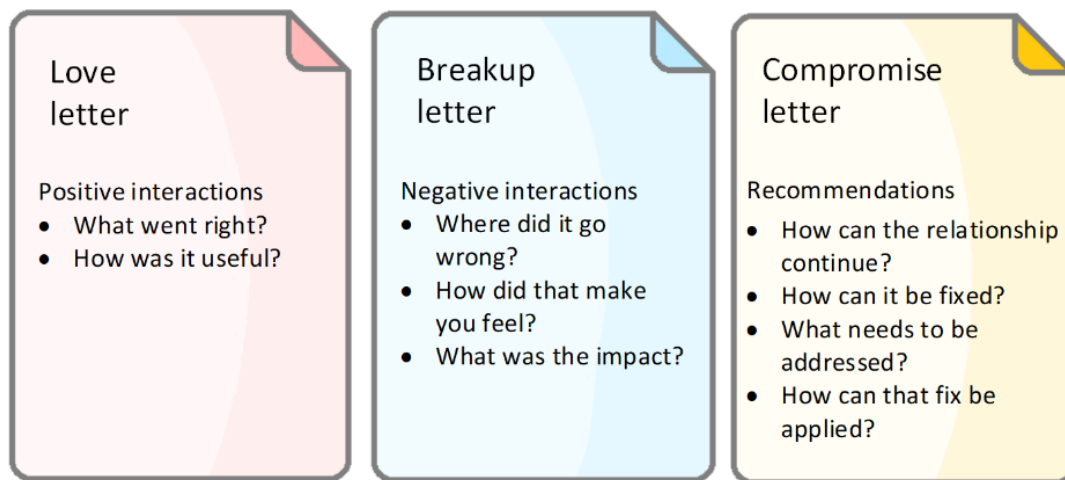 Love
letter
Positive interactions
• What went right?
• How was it useful?
Breakup
letter
Negative interactions
• Where did it go
wrong?
• How did that make
you feel?
• What was the impact?
Compromise
letter
Recommendations
• How can the relationship
continue?
• How can it be fixed?
• What needs to be
addressed?
• How can that fix be
applied?